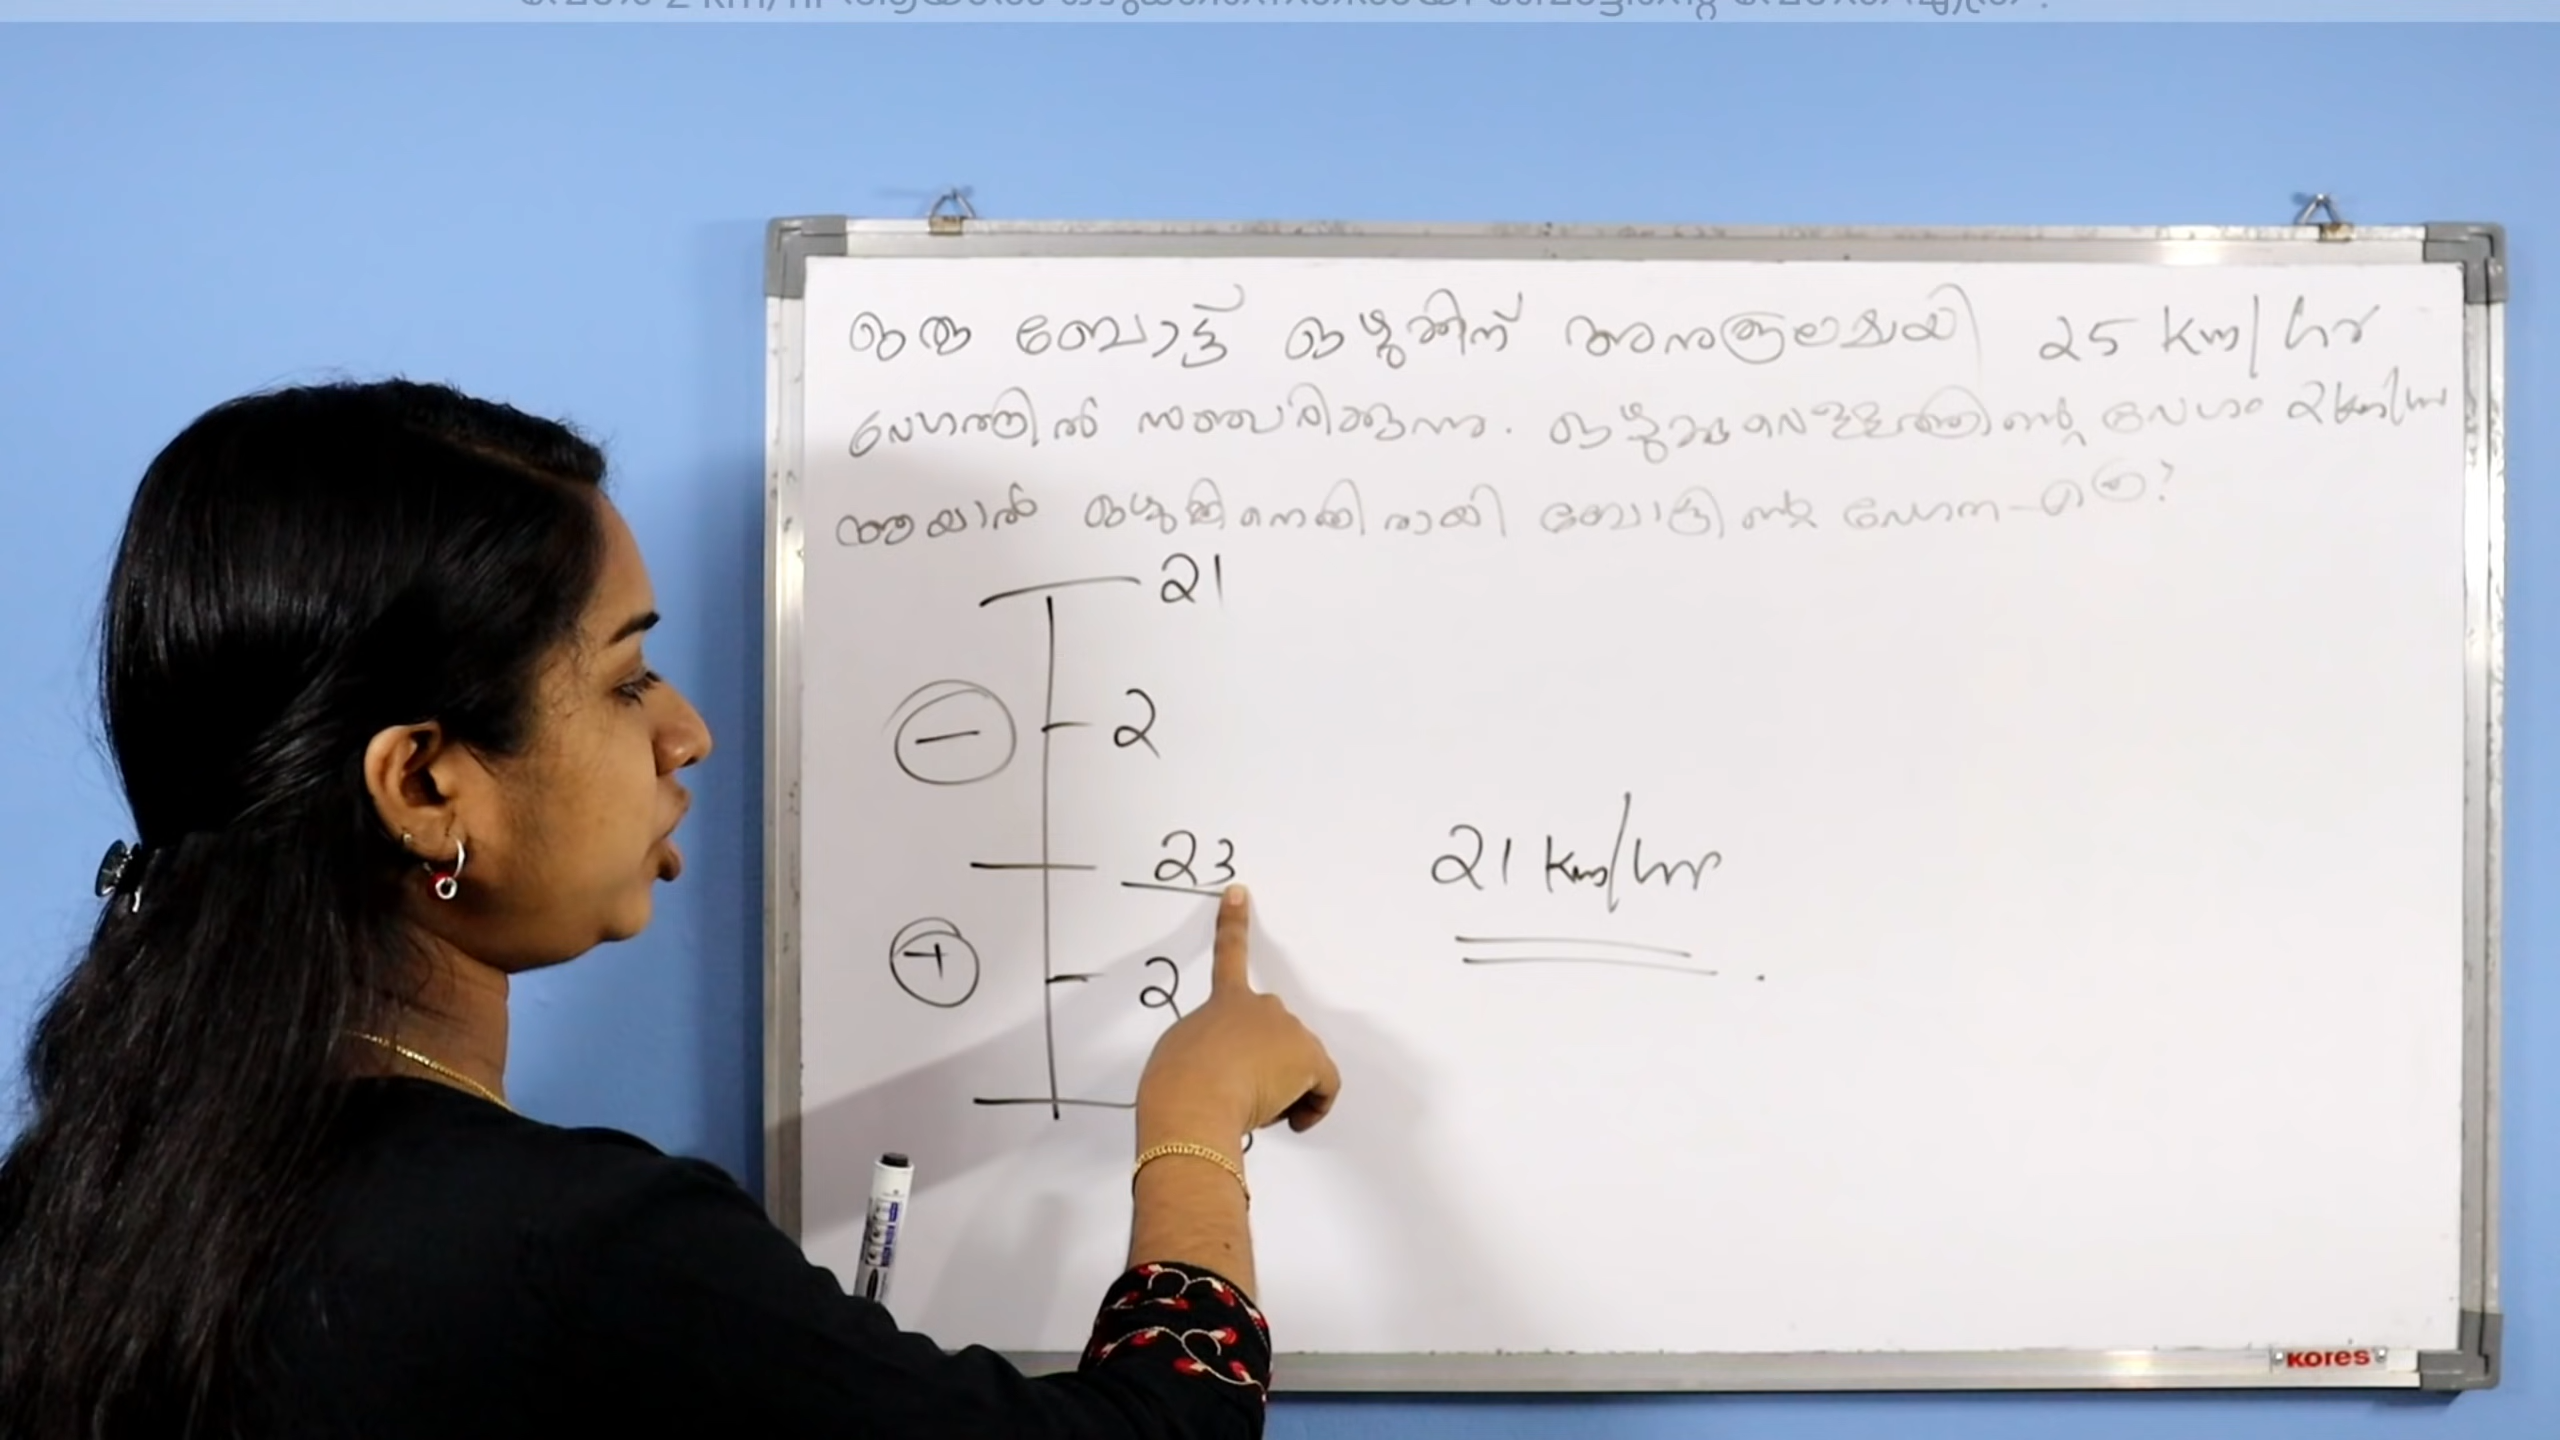 ഒരു ബോട്ട് ഒഴുക്കിന് അനുകൂലമായി 25 Km/hr
വേഗത്തിൽ സഞ്ചരിക്കുന്നു. ഒഴുക്കുവെള്ളത്തിന്റെ വേഗം 2 km/hr
ആയാൽ ഒഴുക്കിനെതിരായി ബോട്ടിന്റെ വേഗത എത്ര?
21
− 2
23
21 Km/hr
+ 2
KORES